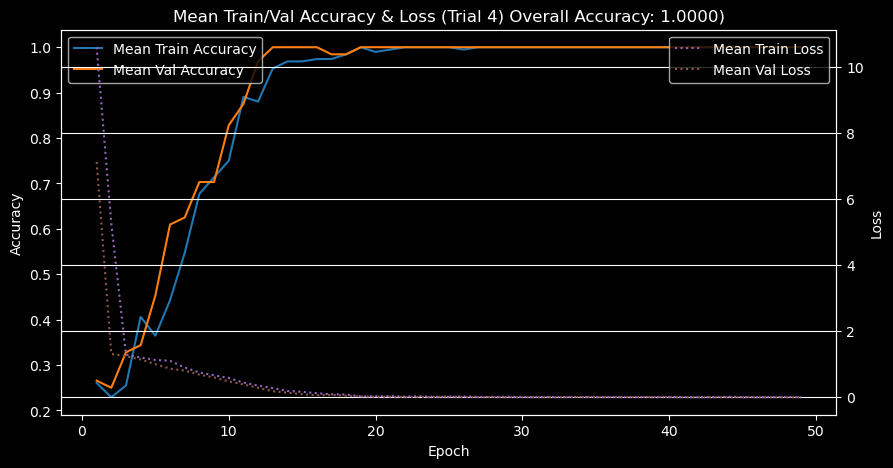 Mean Train/Val Accuracy & Loss (Trial 4) Overall Accuracy: 1.0000)
Mean Train Accuracy
Mean Val Accuracy
Mean Train Loss
Mean Val Loss
Accuracy
1.0
0.9
0.8
0.7
0.6
0.5
0.4
0.3
0.2
10
8
6
4
2
0
Loss
0
10
20
30
40
50
Epoch